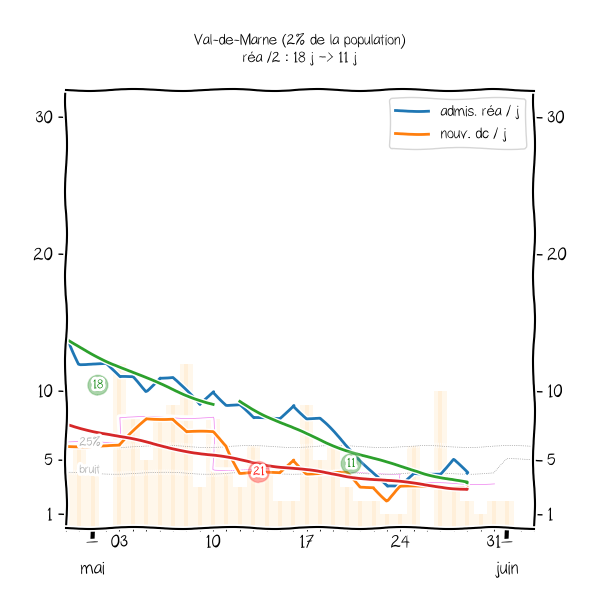 Val-de-Marne (2% de la population)
réa /2 : 18 j -> 11 j
admis. réa / j
nouv. dc / j
30
30
20
20
10
10
18
25%
5
5
11
bruit
21
1
1
03
10
17
24
31
mai
juin